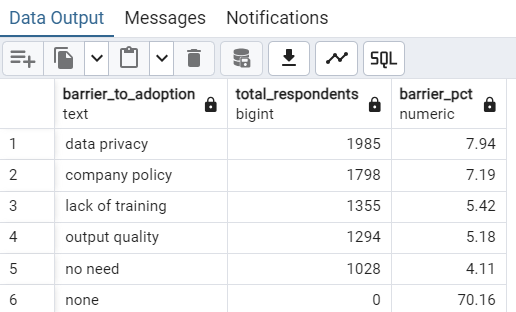 Data Output Messages Notifications
SQL
barrier_to_adoption total_respondents barrier_pct
text bigint numeric
1 data privacy 1985 7.94
2 company policy 1798 7.19
3 lack of training 1355 5.42
4 output quality 1294 5.18
5 no need 1028 4.11
6 none 0 70.16